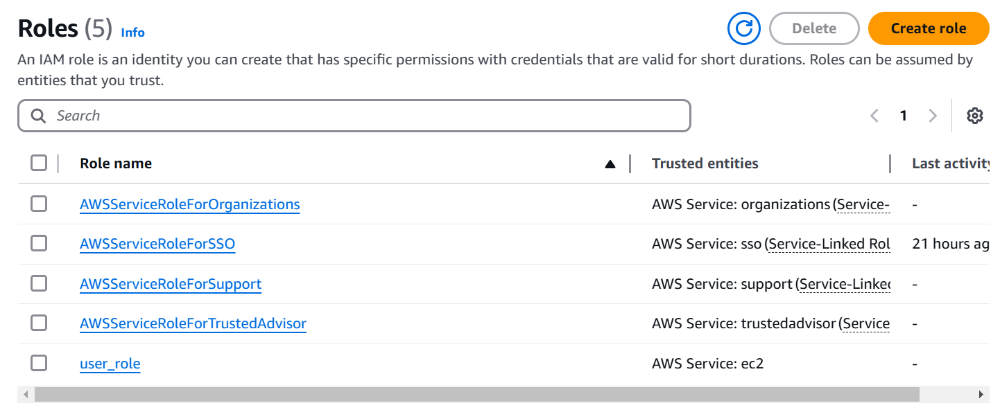 Roles (5) Info
Delete
Create role
An IAM role is an identity you can create that has specific permissions with credentials that are valid for short durations. Roles can be assumed by
entities that you trust.
Search
1
Role name Trusted entities Last activity
AWSServiceRoleForOrganizations AWS Service: organizations (Service- -
AWSServiceRoleForSSO AWS Service: sso (Service-Linked Rol 21 hours ag
AWSServiceRoleForSupport AWS Service: support (Service-Linked -
AWSServiceRoleForTrustedAdvisor AWS Service: trustedadvisor (Service -
user_role AWS Service: ec2 -